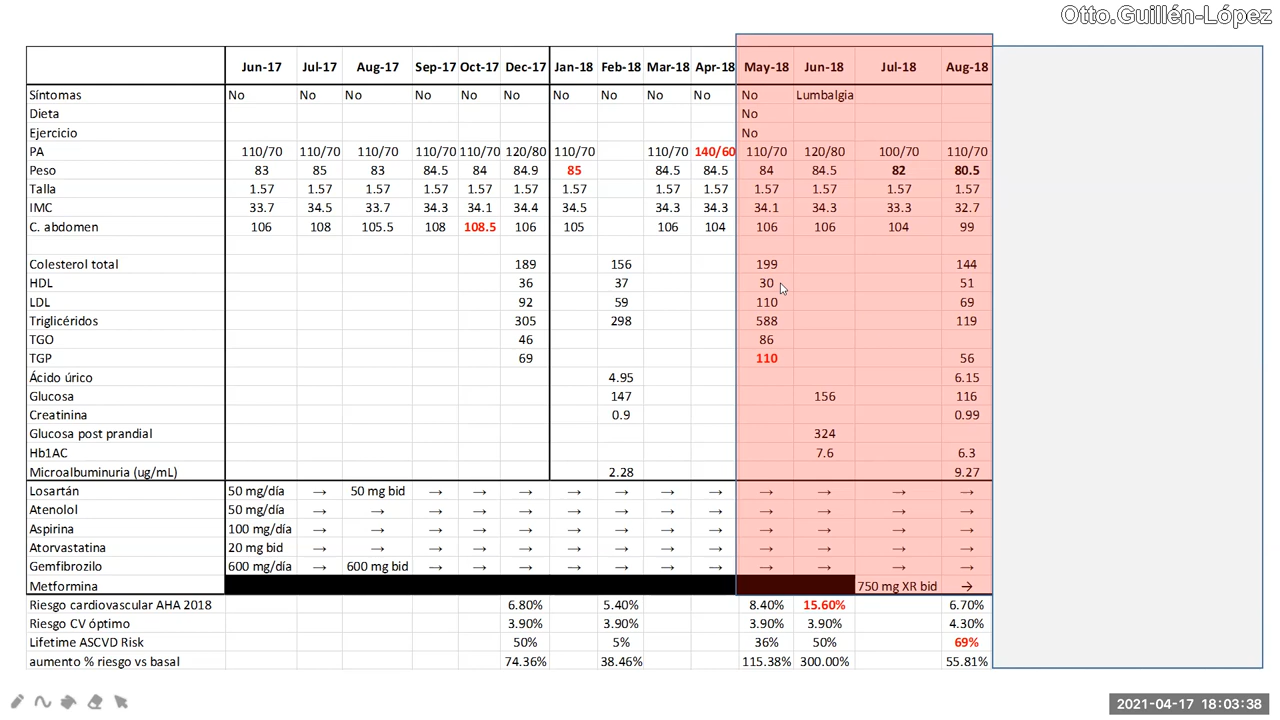 Otto.Guillén-López
Jun-17 Jul-17 Aug-17 Sep-17 Oct-17 Dec-17 Jan-18 Feb-18 Mar-18 Apr-18 May-18 Jun-18 Jul-18 Aug-18
Síntomas No No No No No No No No No No No Lumbalgia
Dieta No
Ejercicio No
PA 110/70 110/70 110/70 110/70 110/70 120/80 110/70 110/70 140/60 110/70 120/80 100/70 110/70
Peso 83 85 83 84.5 84 84.9 85 84.5 84.5 84 84.5 82 80.5
Talla 1.57 1.57 1.57 1.57 1.57 1.57 1.57 1.57 1.57 1.57 1.57 1.57 1.57
IMC 33.7 34.5 33.7 34.3 34.1 34.4 34.5 34.3 34.3 34.1 34.3 33.3 32.7
C. abdomen 106 108 105.5 108 108.5 106 105 106 104 106 106 104 99
Colesterol total 189 156 199 144
HDL 36 37 30 51
LDL 92 59 110 69
Triglicéridos 305 298 588 119
TGO 46 86
TGP 69 110 56
Ácido úrico 4.95 6.15
Glucosa 147 156 116
Creatinina 0.9 0.99
Glucosa post prandial 324
Hb1AC 7.6 6.3
Microalbuminuria (ug/mL) 2.28 9.27
Losartán 50 mg/día → 50 mg bid → → → → → → → → → → →
Atenolol 50 mg/día → → → → → → → → → → → → →
Aspirina 100 mg/día → → → → → → → → → → → → →
Atorvastatina 20 mg bid → → → → → → → → → → → → →
Gemfibrozilo 600 mg/día → 600 mg bid → → → → → → → → → → →
Metformina 750 mg XR bid →
Riesgo cardiovascular AHA 2018 6.80% 5.40% 8.40% 15.60% 6.70%
Riesgo CV óptimo 3.90% 3.90% 3.90% 3.90% 4.30%
Lifetime ASCVD Risk 50% 5% 36% 50% 69%
aumento % riesgo vs basal 74.36% 38.46% 115.38% 300.00% 55.81%
2021-04-17 18:03:38